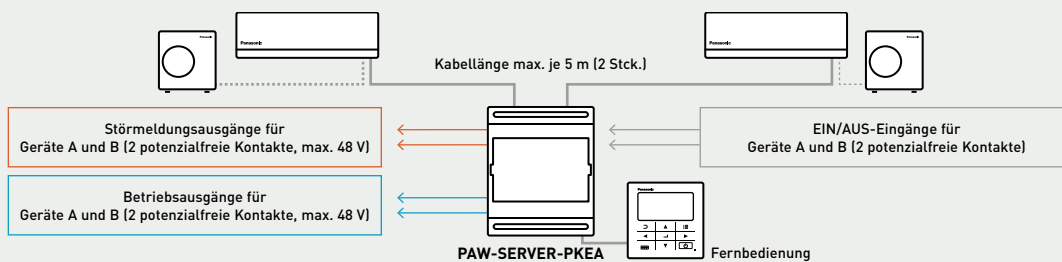 Panasonic
Panasonic
Panasonic
Panasonic
Kabellänge max. je 5 m (2 Stck.)
Störmeldungsausgänge für
Geräte A und B (2 potenzialfreie Kontakte, max. 48 V)
EIN/AUS-Eingänge für
Geräte A und B (2 potenzialfreie Kontakte)
Betriebsausgänge für
Geräte A und B (2 potenzialfreie Kontakte, max. 48 V)
Panasonic
PAW-SERVER-PKEA
Fernbedienung